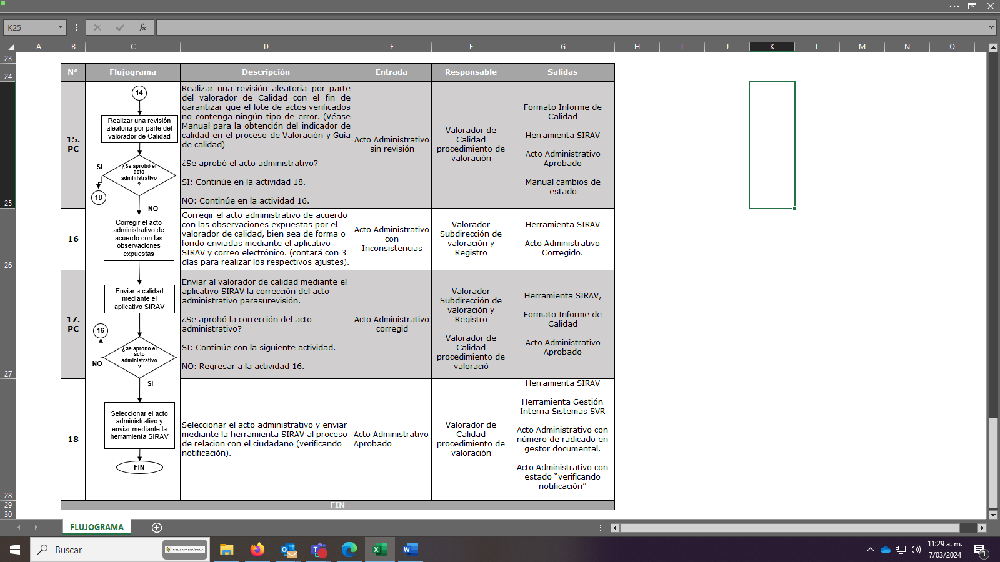 K25
fx
A B C D E F G H I J K L M N O
23
24
25
26
27
28
29
30
Nº Flujograma Descripción Entrada Responsable Salidas
15.
PC
14
Realizar una revisión
aleatoria por parte del
valorador de Calidad
¿Se aprobó el
acto
administrativo
?
SI
18
NO
Realizar una revisión aleatoria por parte
del valorador de Calidad con el fin de
garantizar que el lote de actos verificados
no contenga ningún tipo de error. (Véase
Manual para la obtención del indicador de
calidad en el proceso de Valoración y Guía
de calidad)
¿Se aprobó el acto administrativo?
SI: Continúe en la actividad 18.
NO: Continúe en la actividad 16.
Acto Administrativo
sin revisión
Valorador de
Calidad
procedimiento de
valoración
Formato Informe de
Calidad
Herramienta SIRAV
Acto Administrativo
Aprobado
Manual cambios de
estado
16
Corregir el acto
administrativo de
acuerdo con las
observaciones
expuestas
Corregir el acto administrativo de acuerdo
con las observaciones expuestas por el
valorador de calidad, bien sea de forma o
fondo enviadas mediante el aplicativo
SIRAV y correo electrónico. (contará con 3
días para realizar los respectivos ajustes).
Acto Administrativo
con
Inconsistencias
Valorador
Subdirección de
valoración y
Registro
Herramienta SIRAV
Acto Administrativo
Corregido.
17.
PC
Enviar a calidad
mediante el
aplicativo SIRAV
16
¿Se aprobó el
acto
administrativo
?
NO
SI
Enviar al valorador de calidad mediante el
aplicativo SIRAV la corrección del acto
administrativo parasurevisión.
¿Se aprobó la corrección del acto
administrativo?
SI: Continúe con la siguiente actividad.
NO: Regresar a la actividad 16.
Acto Administrativo
corregid
Valorador
Subdirección de
valoración y
Registro
Valorador de
Calidad
procedimiento de
valoració
Herramienta SIRAV,
Formato Informe de
Calidad
Acto Administrativo
Aprobado
18
Seleccionar el acto
administrativo y
enviar mediante la
herramienta SIRAV
FIN
Seleccionar el acto administrativo y enviar
mediante la herramienta SIRAV al proceso
de relacion con el ciudadano (verificando
notificación).
Acto Administrativo
Aprobado
Valorador de
Calidad
procedimiento de
valoración
Herramienta SIRAV
Herramienta Gestión
Interna Sistemas SVR
Acto Administrativo con
número de radicado en
gestor documental.
Acto Administrativo con
estado “verificando
notificación”
FIN
FLUJOGRAMA
Buscar
11:29 a. m.
7/03/2024
1